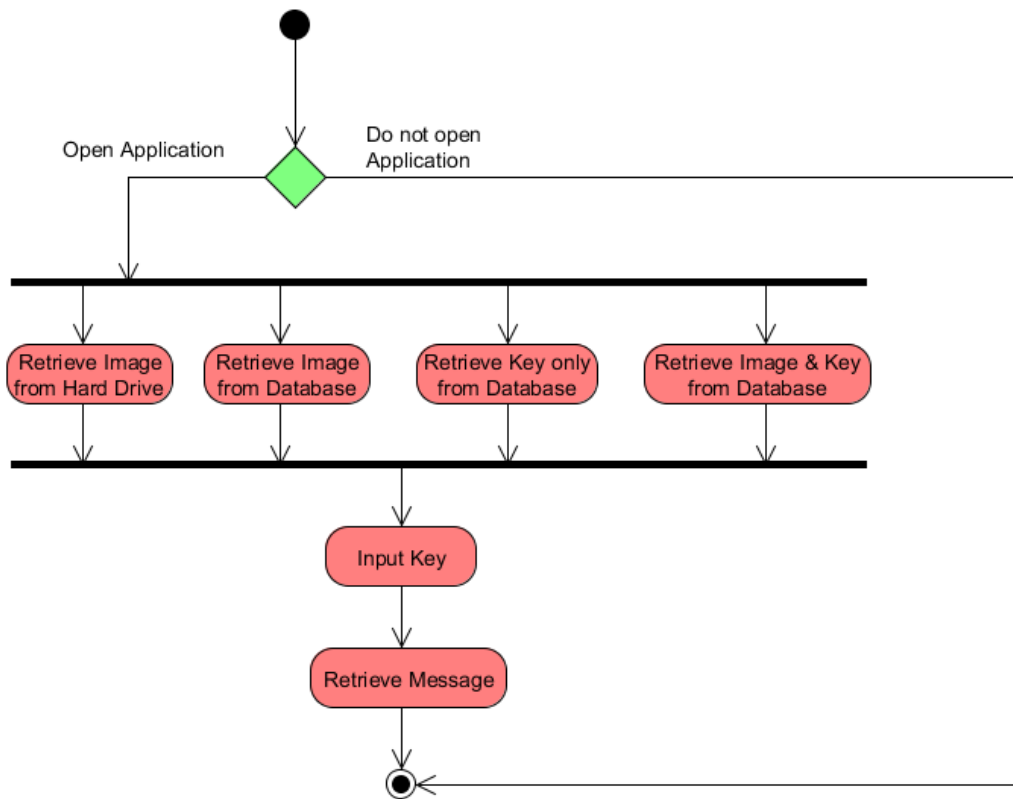 Open Application
Do not open
Application
Retrieve Image
from Hard Drive
Retrieve Image
from Database
Retrieve Key only
from Database
Retrieve Image & Key
from Database
Input Key
Retrieve Message